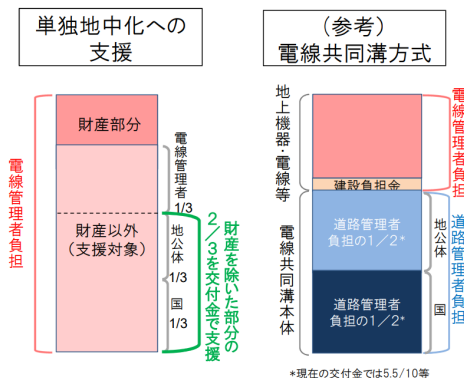 単独地中化への
支援
電線管理者負担
財産部分
財産以外
（支援対象）
電線管理者
1/3
地公体
1/3
国
1/3
財産を除いた部分の
2／3を交付金で支援
（参考）
電線共同溝方式
地上機器・電線等
電線共同溝本体
建設負担金
道路管理者
負担の1／2*
道路管理者
負担の1／2*
地公体
国
電線管理者負担
道路管理者負担
*現在の交付金では5.5/10等